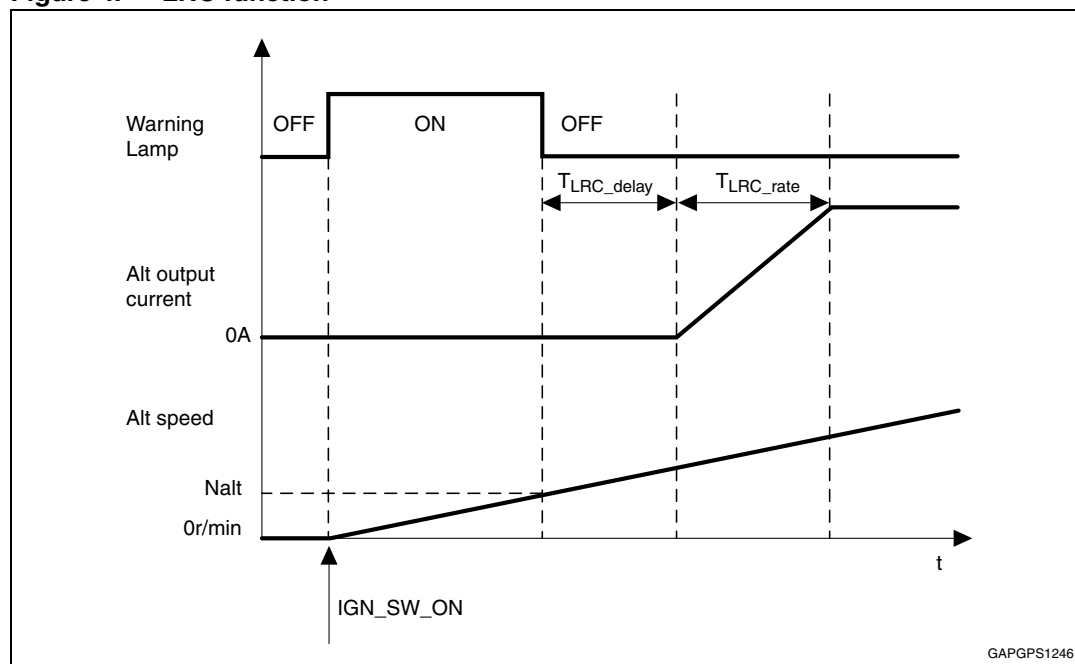 Warning
Lamp
OFF
ON
OFF
TLRC_delay
TLRC_rate
Alt output
current
0A
Alt speed
Nalt
0r/min
t
IGN_SW_ON
GAPGPS1246